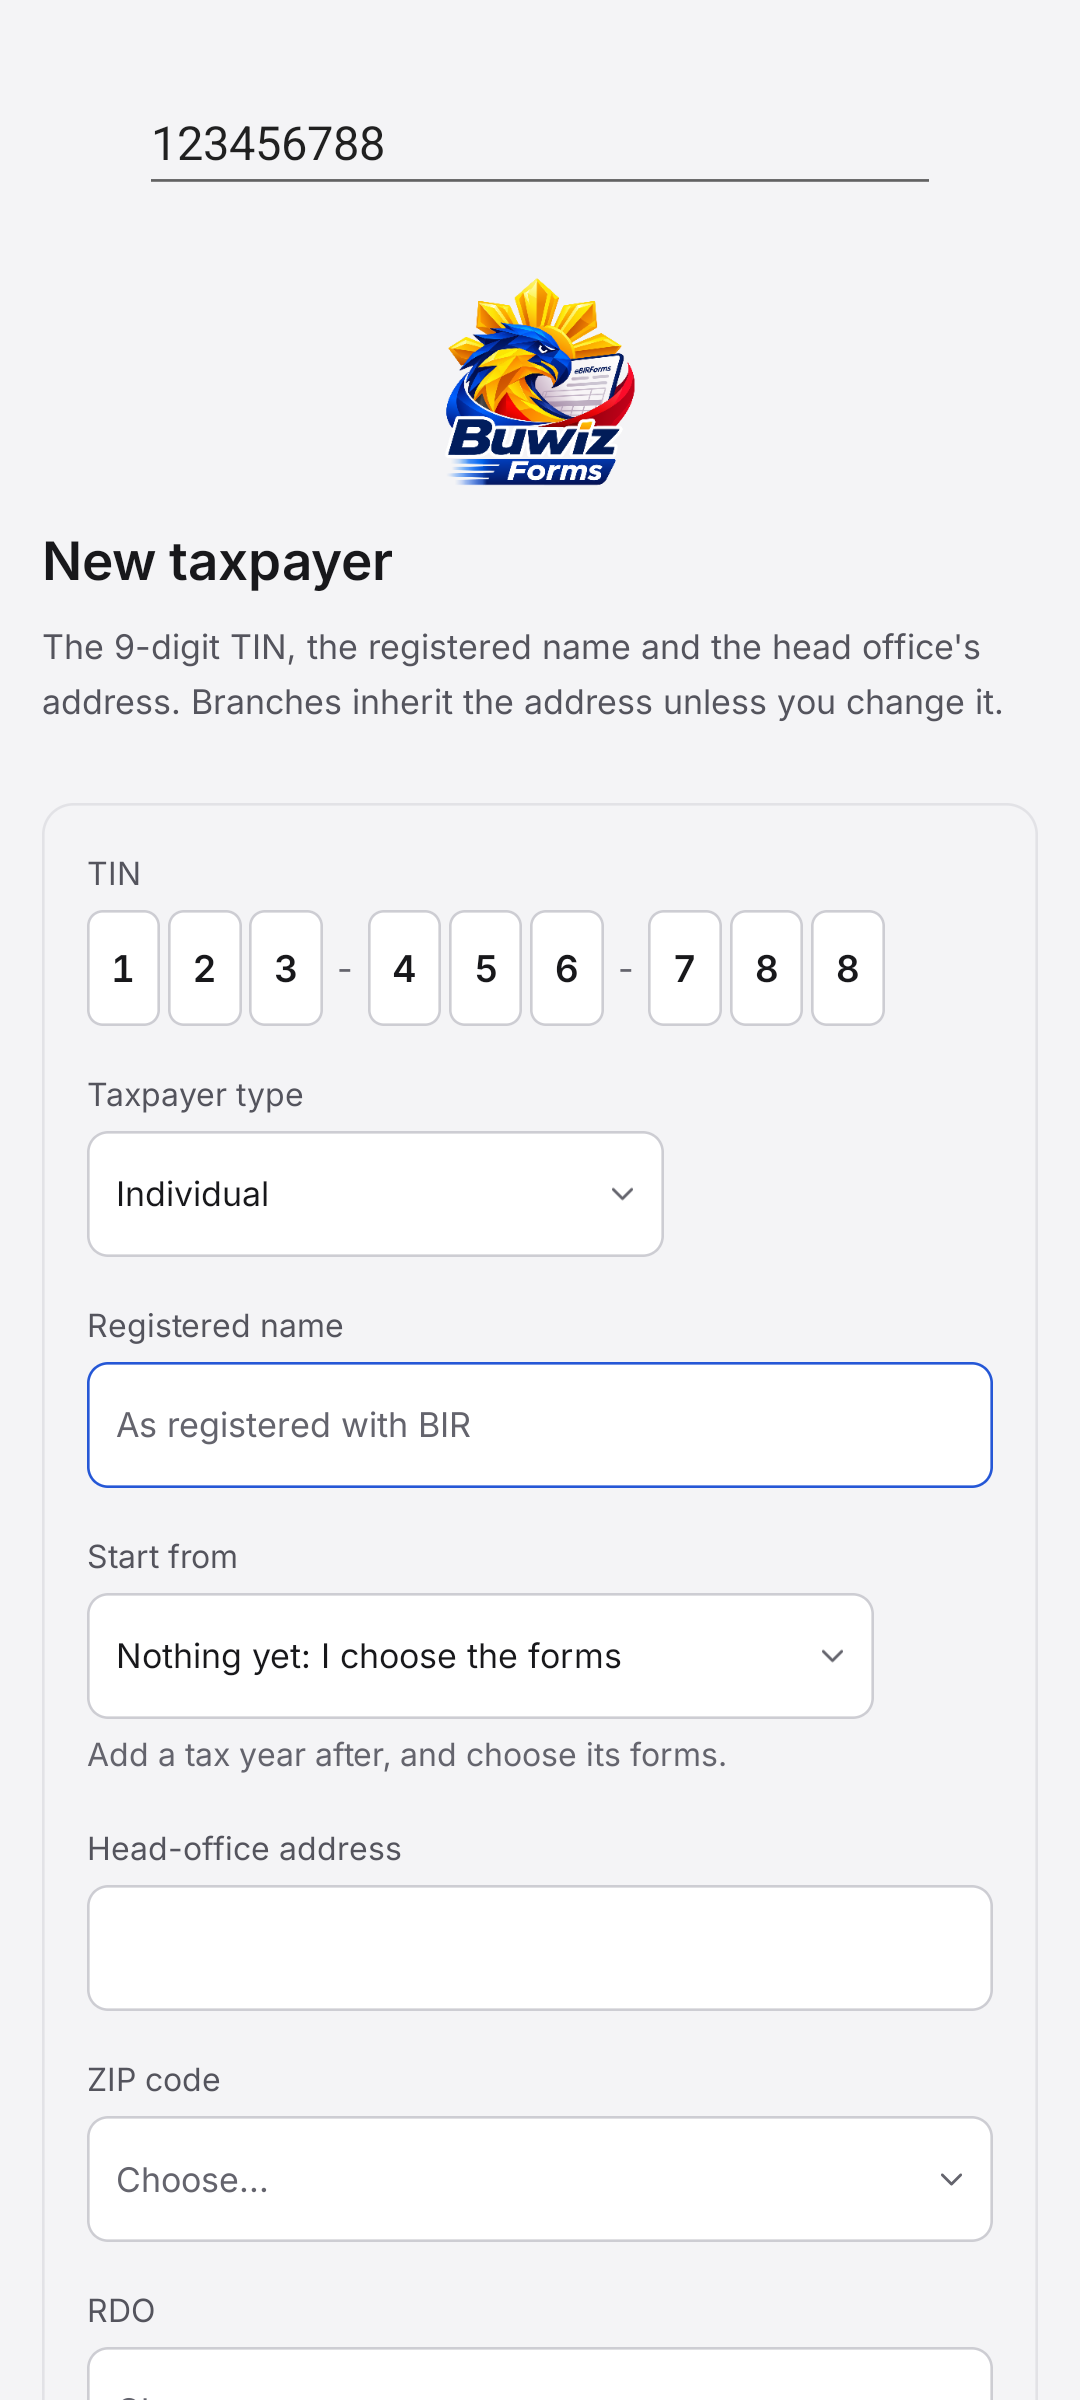 123456788
eBIRForms
Buwiz
Forms
New taxpayer
The 9-digit TIN, the registered name and the head office's
address. Branches inherit the address unless you change it.
TIN
1 2 3 - 4 5 6 - 7 8 8
Taxpayer type
Individual
Registered name
As registered with BIR
Start from
Nothing yet: I choose the forms
Add a tax year after, and choose its forms.
Head-office address
ZIP code
Choose...
RDO